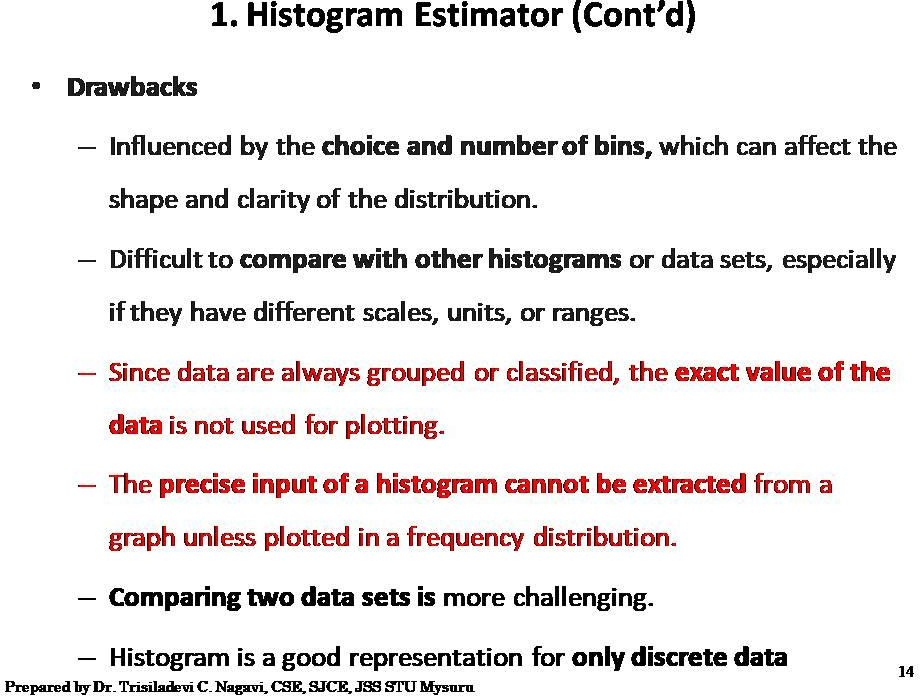 1. Histogram Estimator (Cont’d)
• Drawbacks
– Influenced by the choice and number of bins, which can affect the
shape and clarity of the distribution.
– Difficult to compare with other histograms or data sets, especially
if they have different scales, units, or ranges.
– Since data are always grouped or classified, the exact value of the
data is not used for plotting.
– The precise input of a histogram cannot be extracted from a
graph unless plotted in a frequency distribution.
– Comparing two data sets is more challenging.
– Histogram is a good representation for only discrete data
14
Prepared by Dr. Trisiladevi C. Nagavi, CSE, SJCE, JSS STU Mysuru